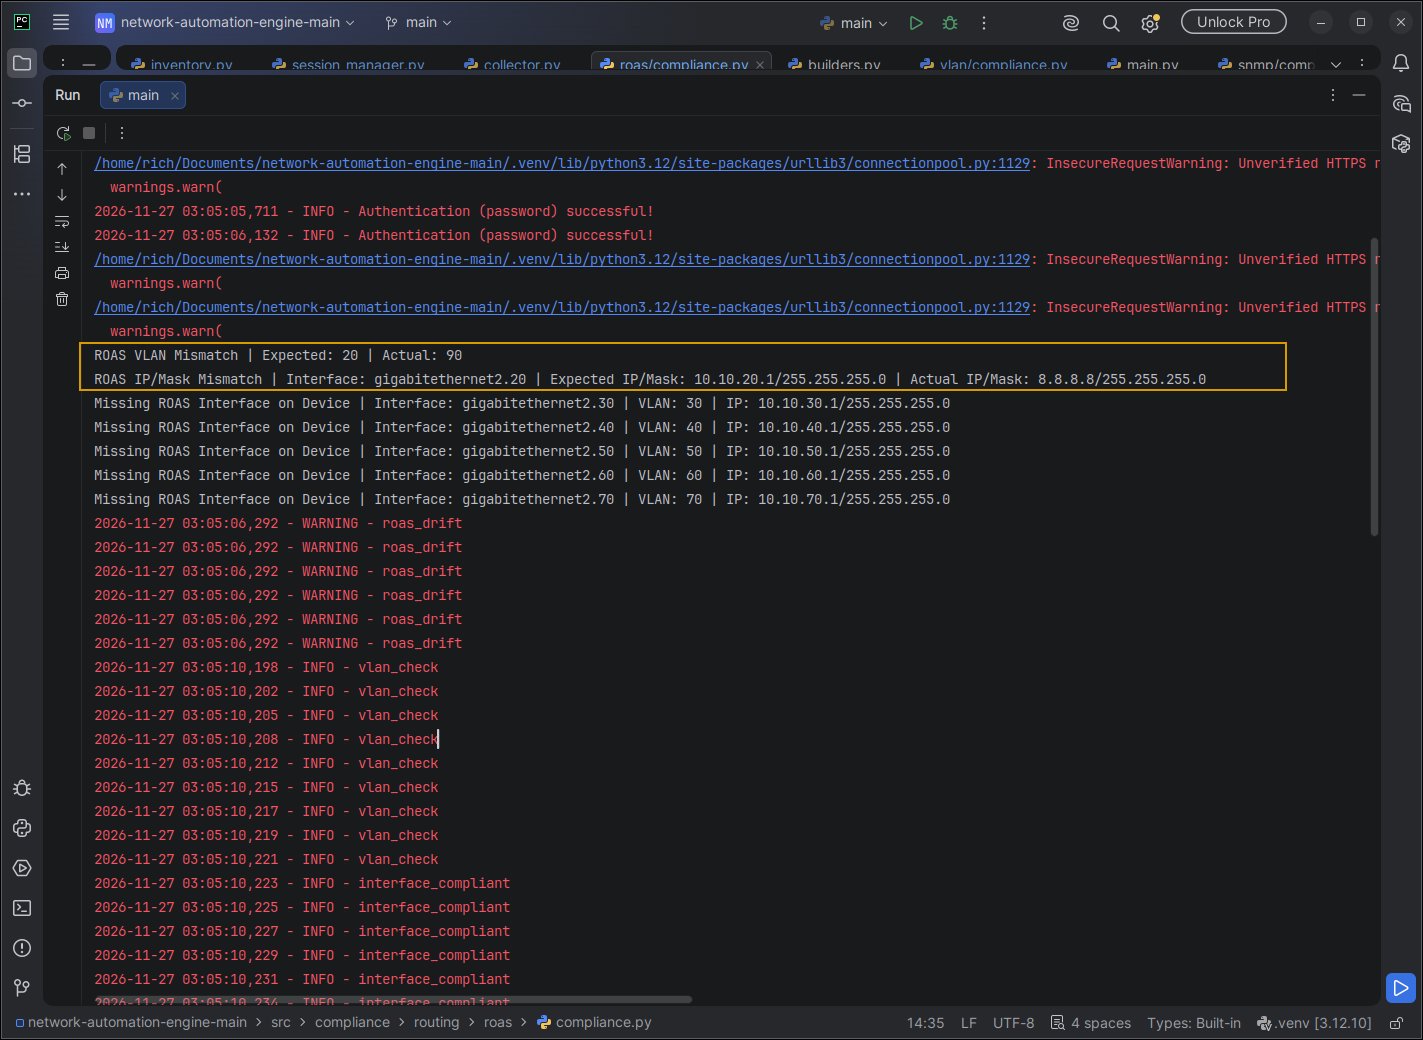 NM network-automation-engine-main main main Unlock Pro
inventory.py session_manager.py collector.py roas/compliance.py builders.py vlan/compliance.py main.py snmp/comp
Run main
/home/rich/Documents/network-automation-engine-main/.venv/lib/python3.12/site-packages/urllib3/connectionpool.py:1129: InsecureRequestWarning: Unverified HTTPS r
warnings.warn(
2026-11-27 03:05:05,711 - INFO - Authentication (password) successful!
2026-11-27 03:05:06,132 - INFO - Authentication (password) successful!
/home/rich/Documents/network-automation-engine-main/.venv/lib/python3.12/site-packages/urllib3/connectionpool.py:1129: InsecureRequestWarning: Unverified HTTPS r
warnings.warn(
/home/rich/Documents/network-automation-engine-main/.venv/lib/python3.12/site-packages/urllib3/connectionpool.py:1129: InsecureRequestWarning: Unverified HTTPS r
warnings.warn(
ROAS VLAN Mismatch | Expected: 20 | Actual: 90
ROAS IP/Mask Mismatch | Interface: gigabitethernet2.20 | Expected IP/Mask: 10.10.20.1/255.255.255.0 | Actual IP/Mask: 8.8.8.8/255.255.255.0
Missing ROAS Interface on Device | Interface: gigabitethernet2.30 | VLAN: 30 | IP: 10.10.30.1/255.255.255.0
Missing ROAS Interface on Device | Interface: gigabitethernet2.40 | VLAN: 40 | IP: 10.10.40.1/255.255.255.0
Missing ROAS Interface on Device | Interface: gigabitethernet2.50 | VLAN: 50 | IP: 10.10.50.1/255.255.255.0
Missing ROAS Interface on Device | Interface: gigabitethernet2.60 | VLAN: 60 | IP: 10.10.60.1/255.255.255.0
Missing ROAS Interface on Device | Interface: gigabitethernet2.70 | VLAN: 70 | IP: 10.10.70.1/255.255.255.0
2026-11-27 03:05:06,292 - WARNING - roas_drift
2026-11-27 03:05:06,292 - WARNING - roas_drift
2026-11-27 03:05:06,292 - WARNING - roas_drift
2026-11-27 03:05:06,292 - WARNING - roas_drift
2026-11-27 03:05:06,292 - WARNING - roas_drift
2026-11-27 03:05:06,292 - WARNING - roas_drift
2026-11-27 03:05:10,198 - INFO - vlan_check
2026-11-27 03:05:10,202 - INFO - vlan_check
2026-11-27 03:05:10,205 - INFO - vlan_check
2026-11-27 03:05:10,208 - INFO - vlan_check
2026-11-27 03:05:10,212 - INFO - vlan_check
2026-11-27 03:05:10,215 - INFO - vlan_check
2026-11-27 03:05:10,217 - INFO - vlan_check
2026-11-27 03:05:10,219 - INFO - vlan_check
2026-11-27 03:05:10,221 - INFO - vlan_check
2026-11-27 03:05:10,223 - INFO - interface_compliant
2026-11-27 03:05:10,225 - INFO - interface_compliant
2026-11-27 03:05:10,227 - INFO - interface_compliant
2026-11-27 03:05:10,229 - INFO - interface_compliant
2026-11-27 03:05:10,231 - INFO - interface_compliant
2026-11-27 03:05:10,234 - INFO - interface_compliant
network-automation-engine-main > src > compliance > routing > roas > compliance.py 14:35 LF UTF-8 4 spaces Types: Built-in .venv [3.12.10]